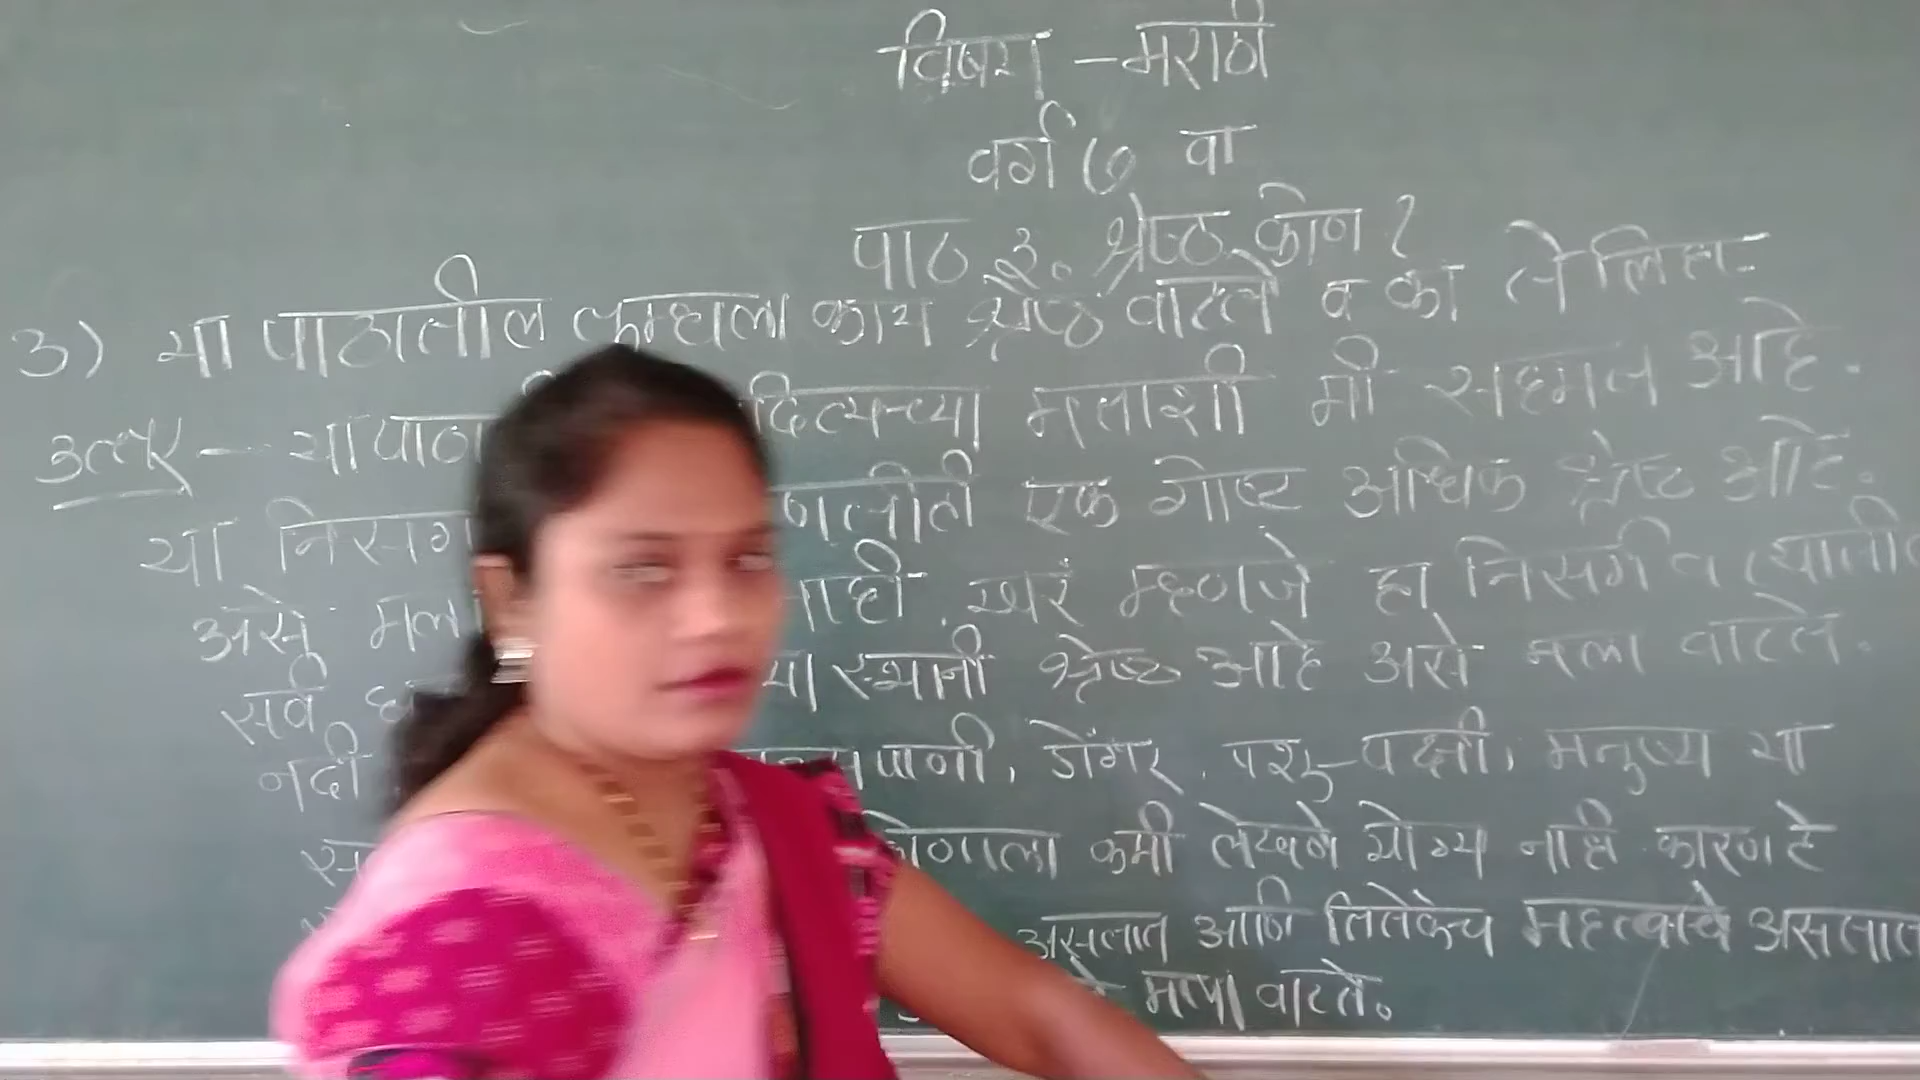 विषय - मराठी
वर्ग ७ वा
पाठ ३. श्रेष्ठ कोण?
3) या पाठातील तुम्हाला काय श्रेष्ठ वाटले व का ते लिहा-
उत्तर - या पाठा दित्यच्या मताशी मी सहमत आहे.
या निसर्ग एक गोष्ट अधिक श्रेष्ठ आहे.
असे मल नाही. खरं म्हणजे हा निसर्ग व त्यातील
सर्व या स्थानी श्रेष्ठ आहे असे मला वाटते.
नदी पाणी, डोंगर, पशु-पक्षी, मनुष्य या
कोणाला कमी लेखणे योग्य नाही कारण हे
असतात आणि तितकेच महत्वाचे असतात
मला वाटते.